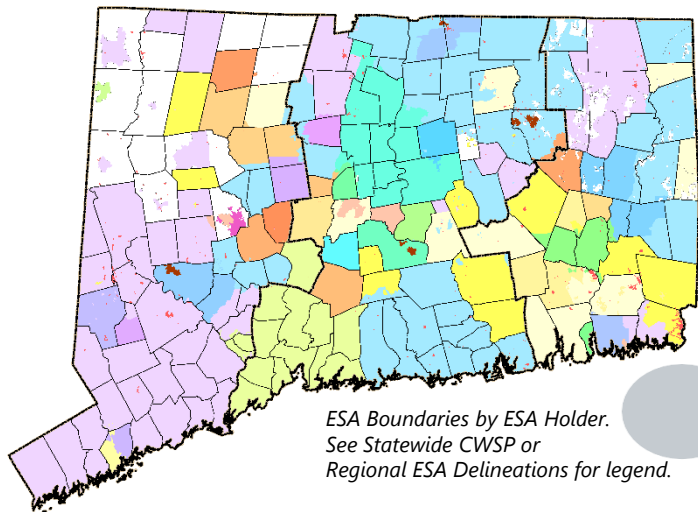 ESA Boundaries by ESA Holder.
See Statewide CWSP or
Regional ESA Delineations for legend.